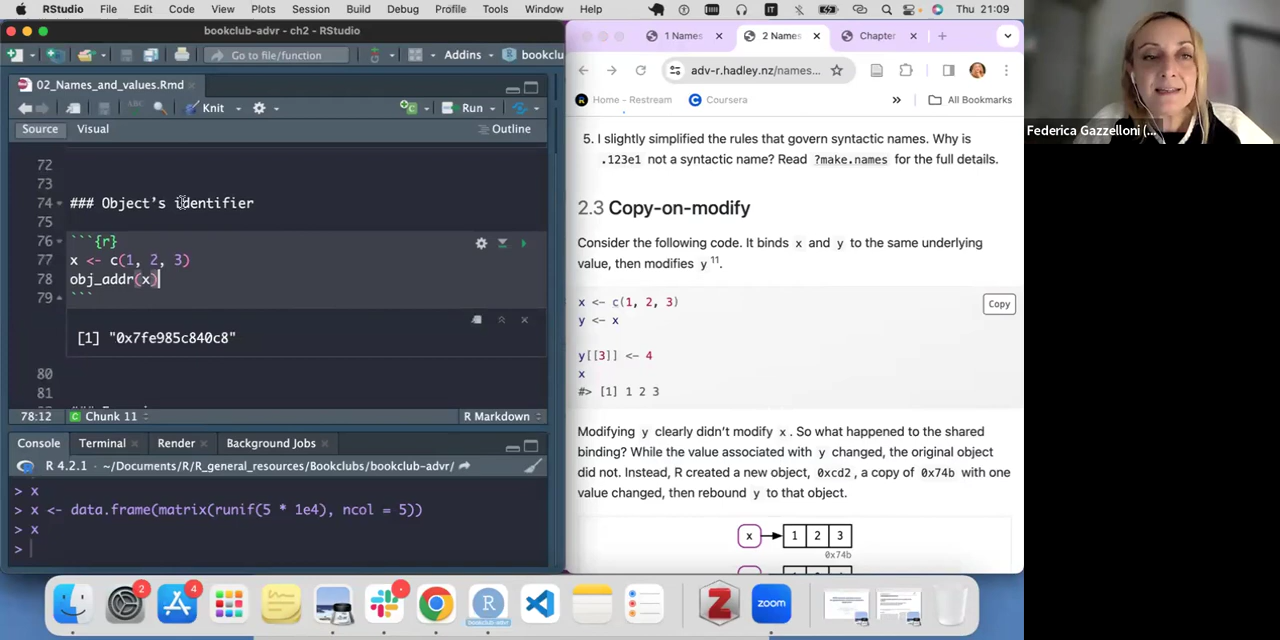 RStudio File Edit Code View Plots Session Build Debug Profile Tools Window Help IT Thu 21:09
bookclub-advr - ch2 - RStudio
Go to file/function Addins bookclu
02_Names_and_values.Rmd
ABC Knit Run
Source Visual Outline
72
73
74 ### Object's identifier
75
76 ```{r}
77 x <- c(1, 2, 3)
78 obj_addr(x)
79 ```
[1] "0x7fe985c840c8"
80
81
78:12 C Chunk 11 R Markdown
Console Terminal Render Background Jobs
R 4.2.1 · ~/Documents/R/R_general_resources/Bookclubs/bookclub-advr/
> x
> x <- data.frame(matrix(runif(5 * 1e4), ncol = 5))
> x
>
1 Names 2 Names Chapter
adv-r.hadley.nz/names...
Home - Restream Coursera » All Bookmarks
5. I slightly simplified the rules that govern syntactic names. Why is
.123e1 not a syntactic name? Read ?make.names for the full details.
2.3 Copy-on-modify
Consider the following code. It binds x and y to the same underlying
value, then modifies y 11.
Copy
x <- c(1, 2, 3)
y <- x
y[[3]] <- 4
x
#> [1] 1 2 3
Modifying y clearly didn't modify x. So what happened to the shared
binding? While the value associated with y changed, the original object
did not. Instead, R created a new object, 0xcd2, a copy of 0x74b with one
value changed, then rebound y to that object.
x 1 2 3
0x74b
Federica Gazzelloni (...
2 4 R bookclub-advr Z zoom